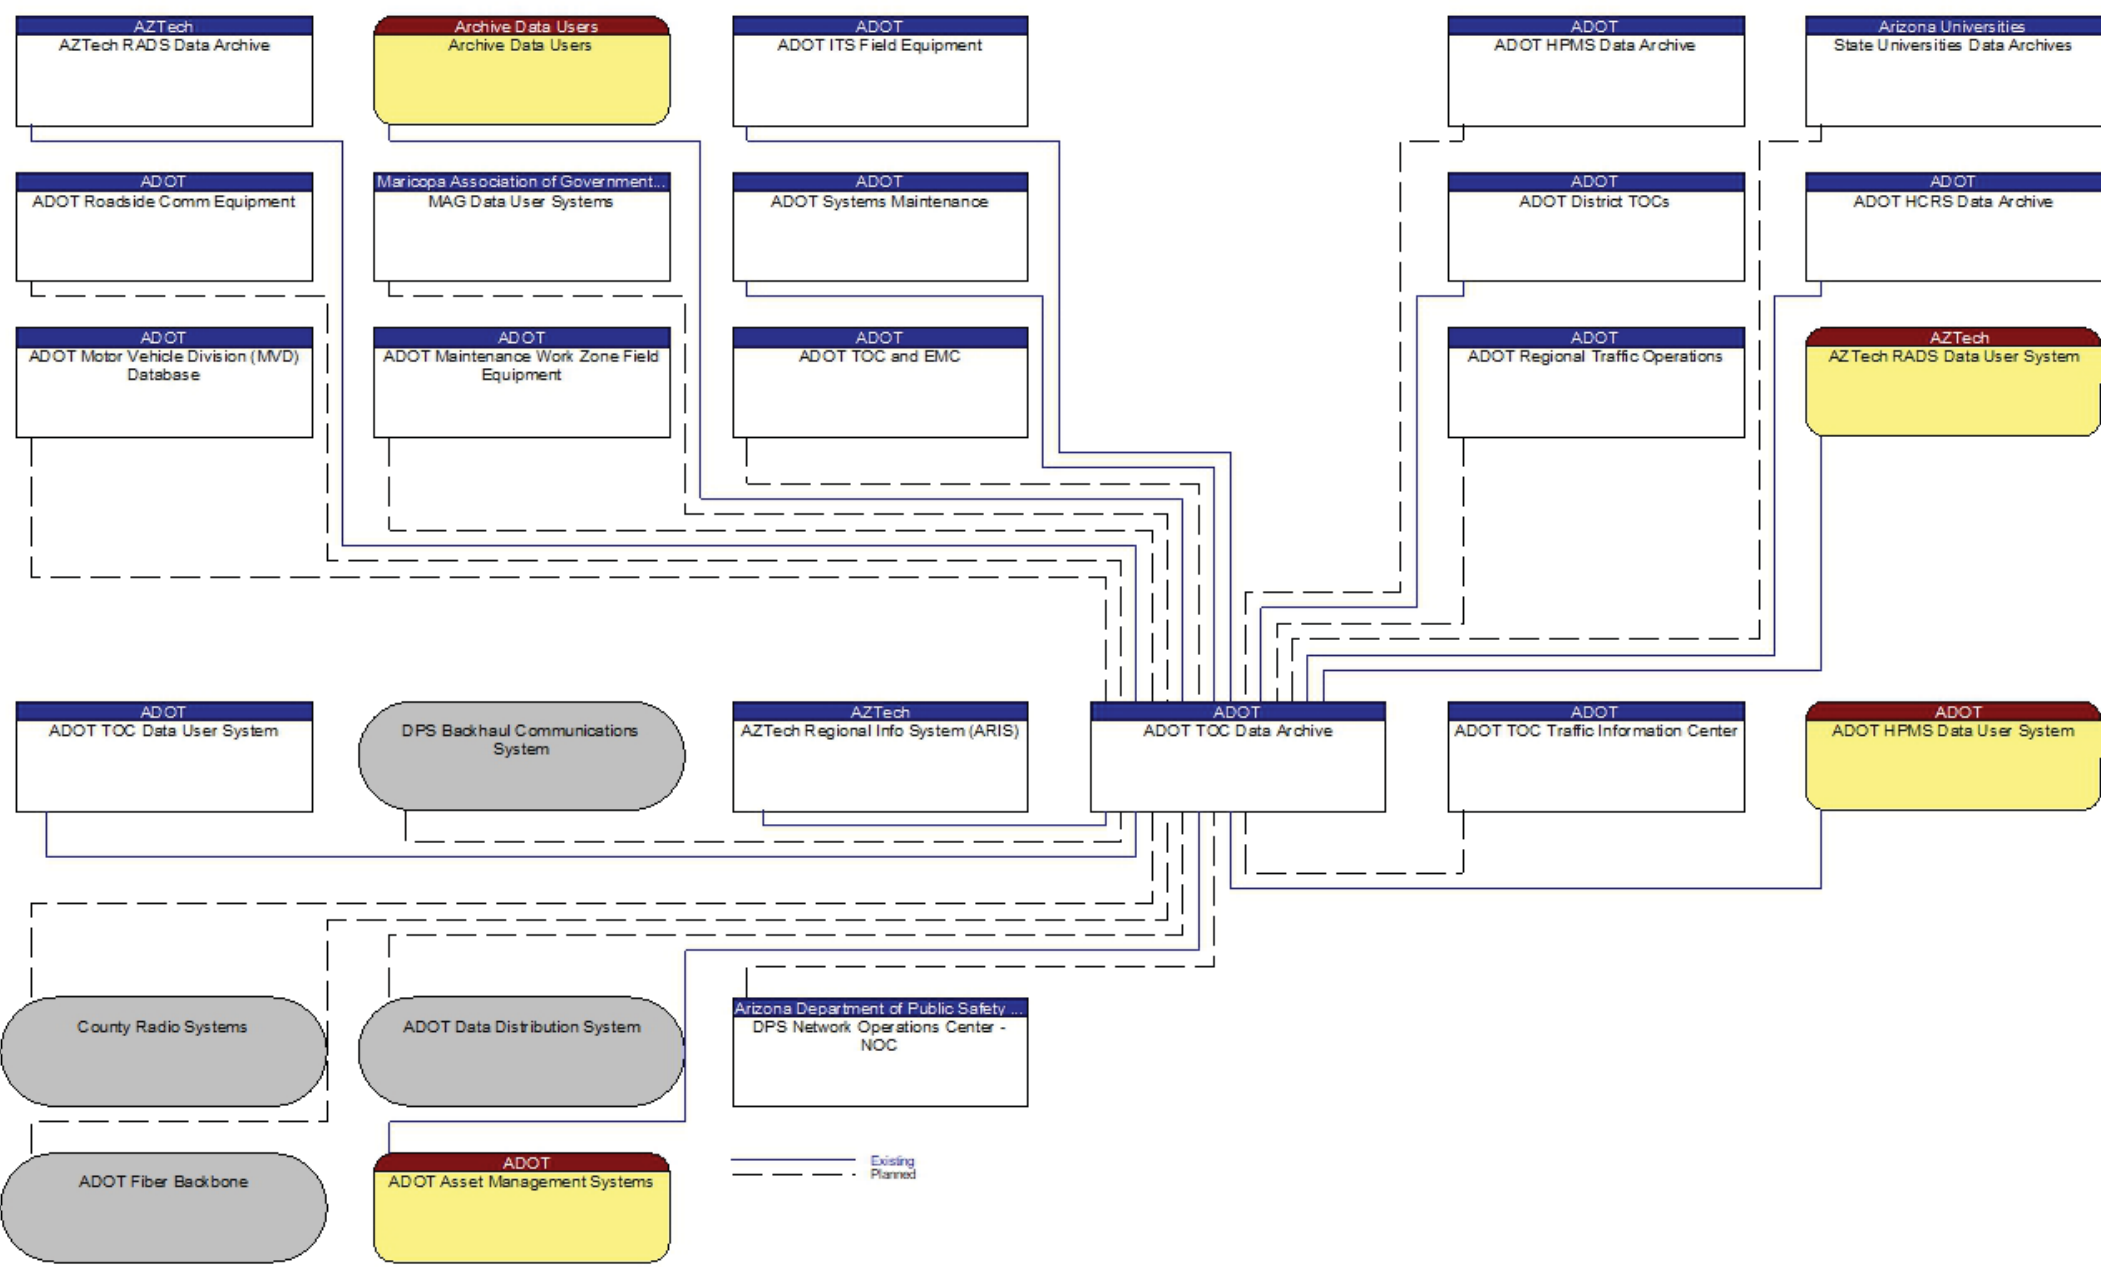 AZTech
AZTech RADS Data Archive
Archive Data Users
Archive Data Users
ADOT
ADOT ITS Field Equipment
ADOT
ADOT HPMS Data Archive
Arizona Universities
State Universities Data Archives
ADOT
ADOT Roadside Comm Equipment
Maricopa Association of Government...
MAG Data User Systems
ADOT
ADOT Systems Maintenance
ADOT
ADOT District TOCs
ADOT
ADOT HCRS Data Archive
ADOT
ADOT Motor Vehicle Division (MVD)
Database
ADOT
ADOT Maintenance Work Zone Field
Equipment
ADOT
ADOT TOC and EMC
ADOT
ADOT Regional Traffic Operations
AZTech
AZTech RADS Data User System
ADOT
ADOT TOC Data User System
DPS Backhaul Communications
System
AZTech
AZTech Regional Info System (ARIS)
ADOT
ADOT TOC Data Archive
ADOT
ADOT TOC Traffic Information Center
ADOT
ADOT HPMS Data User System
County Radio Systems
ADOT Data Distribution System
Arizona Department of Public Safety ...
DPS Network Operations Center -
NOC
ADOT Fiber Backbone
ADOT
ADOT Asset Management Systems
Existing
Planned